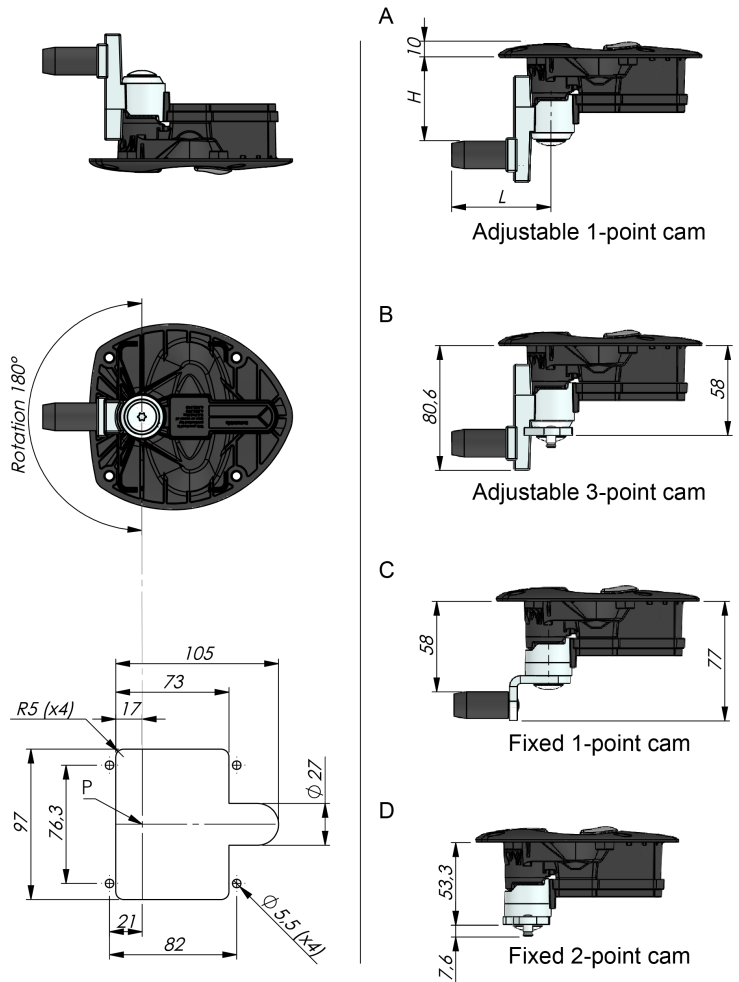 A
10
H
L
Adjustable 1-point cam
Rotation 180°
B
80,6
58
Adjustable 3-point cam
C
58
77
Fixed 1-point cam
105
73
R5 (x4)
17
P
Ø 27
97
76,3
21
82
Ø 5,5 (x4)
D
53,3
7,6
Fixed 2-point cam